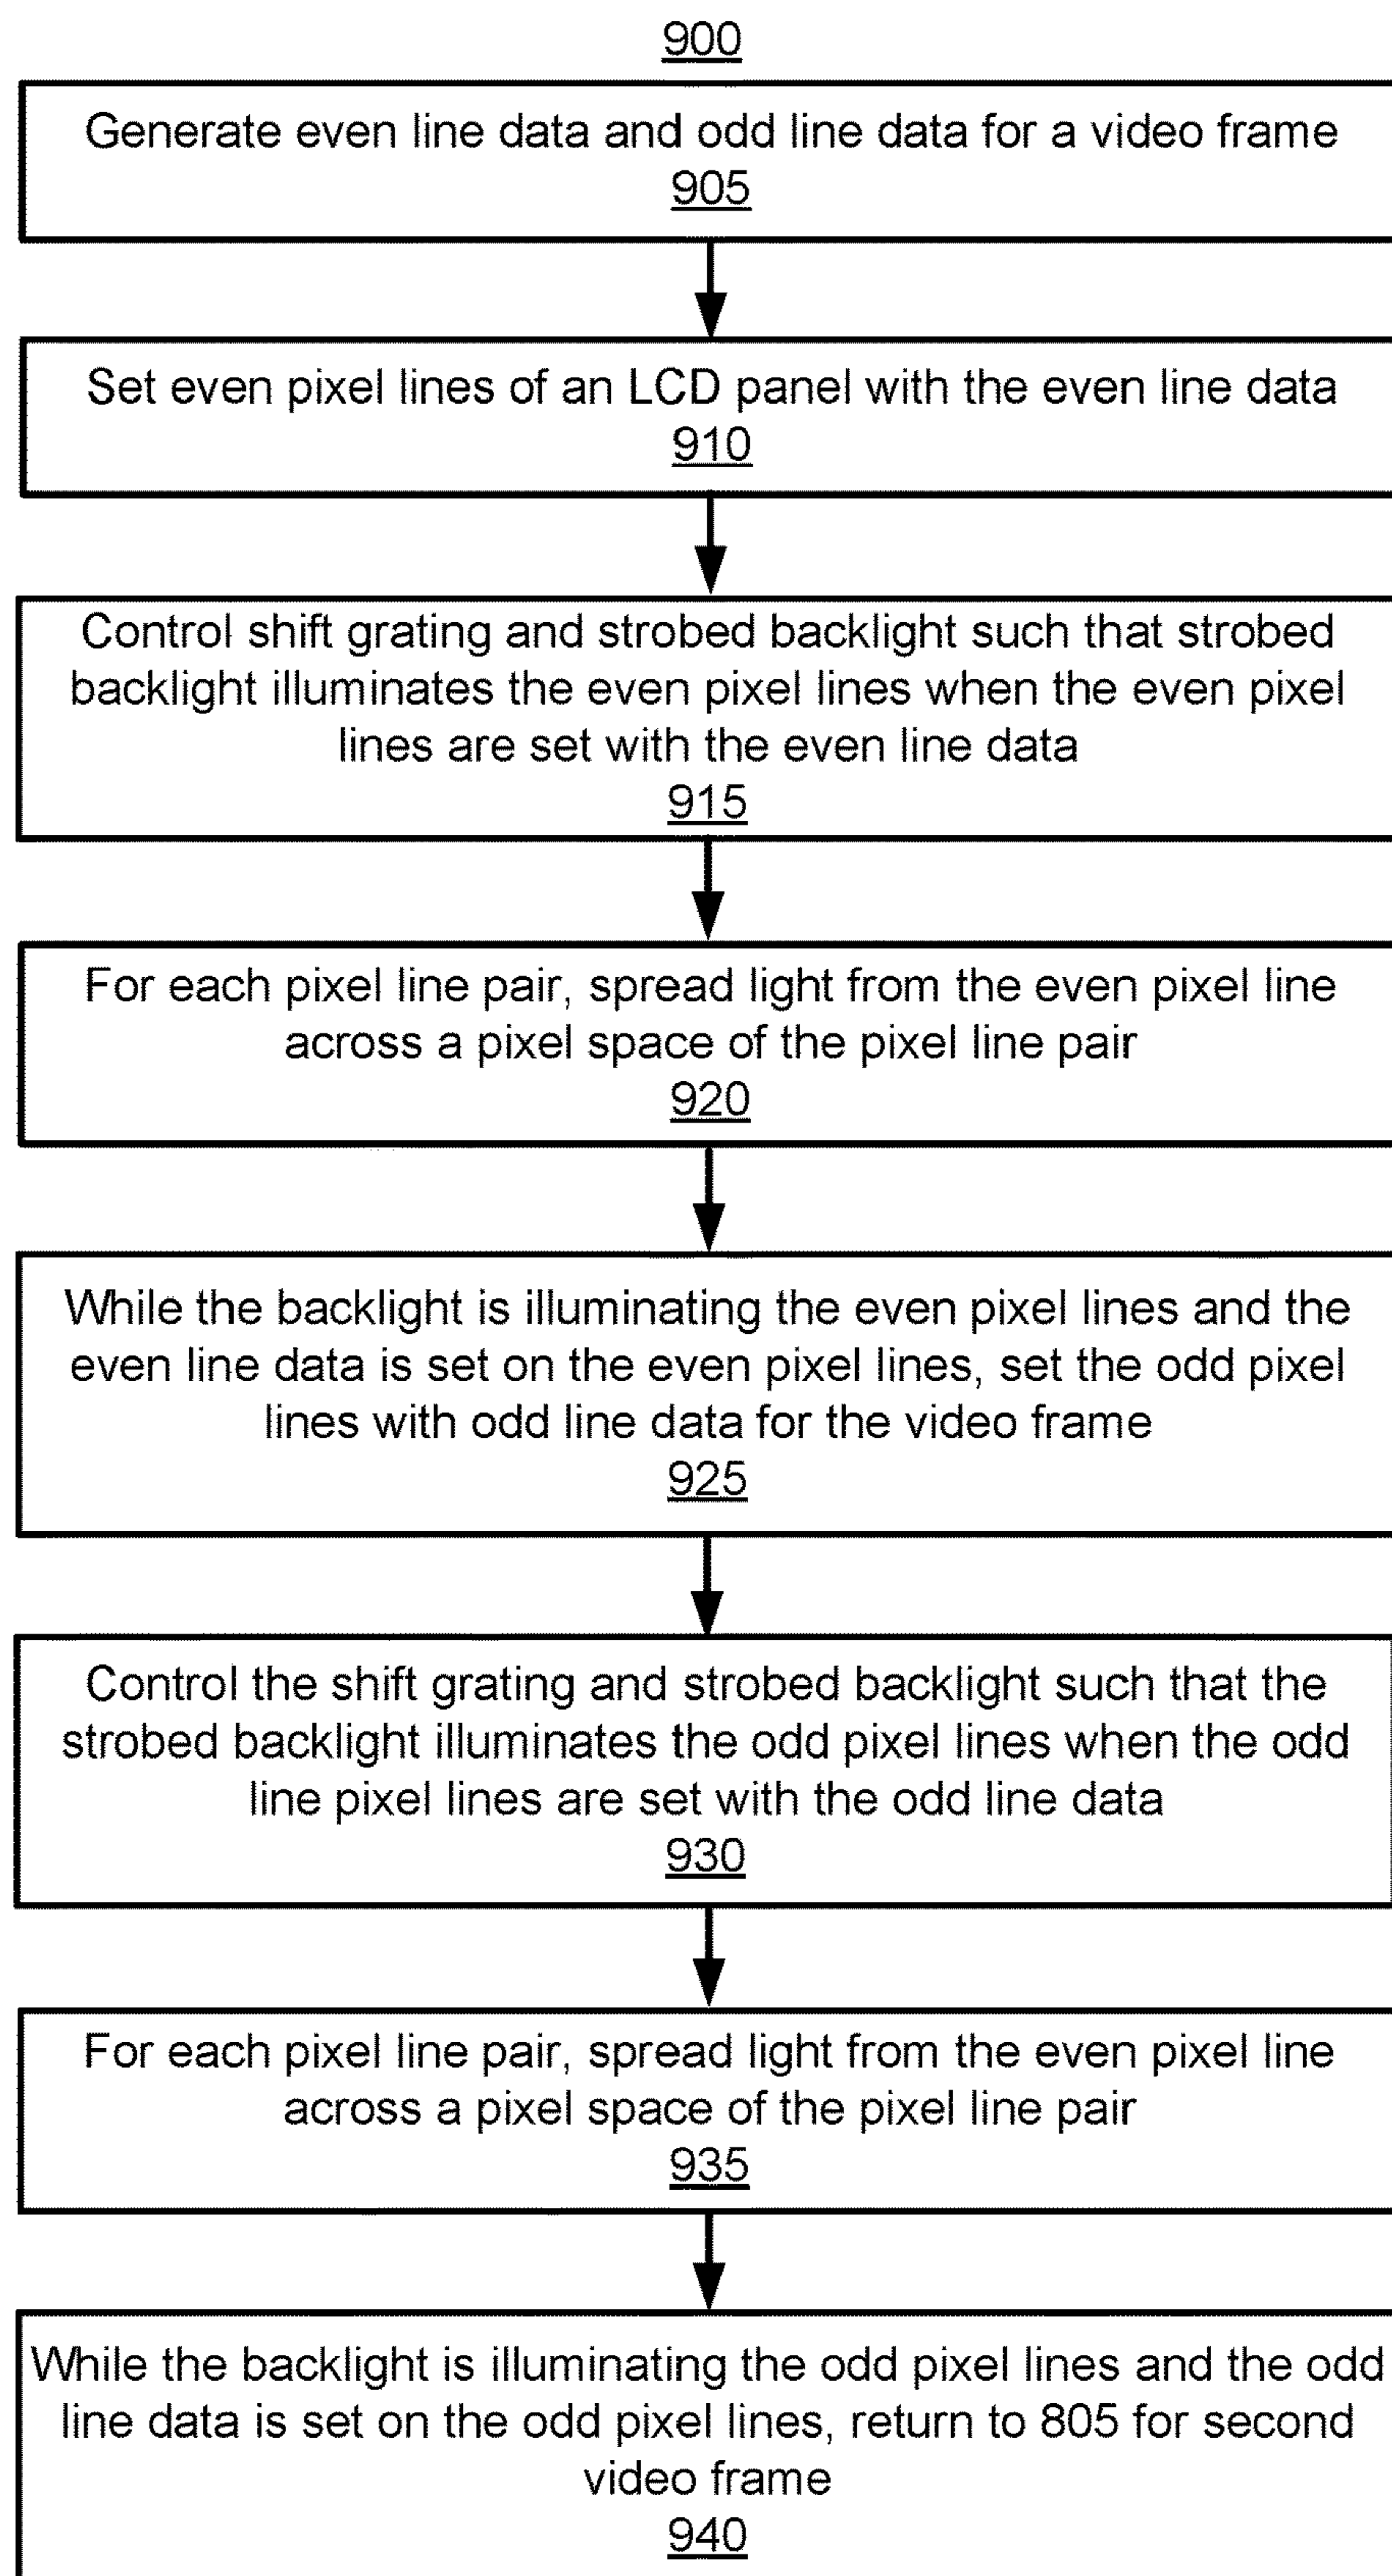 900
Generate even line data and odd line data for a video frame
905
Set even pixel lines of an LCD panel with the even line data
910
Control shift grating and strobed backlight such that strobed
backlight illuminates the even pixel lines when the even pixel
lines are set with the even line data
915
For each pixel line pair, spread light from the even pixel line
across a pixel space of the pixel line pair
920
While the backlight is illuminating the even pixel lines and the
even line data is set on the even pixel lines, set the odd pixel
lines with odd line data for the video frame
925
Control the shift grating and strobed backlight such that the
strobed backlight illuminates the odd pixel lines when the odd
line pixel lines are set with the odd line data
930
For each pixel line pair, spread light from the even pixel line
across a pixel space of the pixel line pair
935
While the backlight is illuminating the odd pixel lines and the odd
line data is set on the odd pixel lines, return to 805 for second
video frame
940